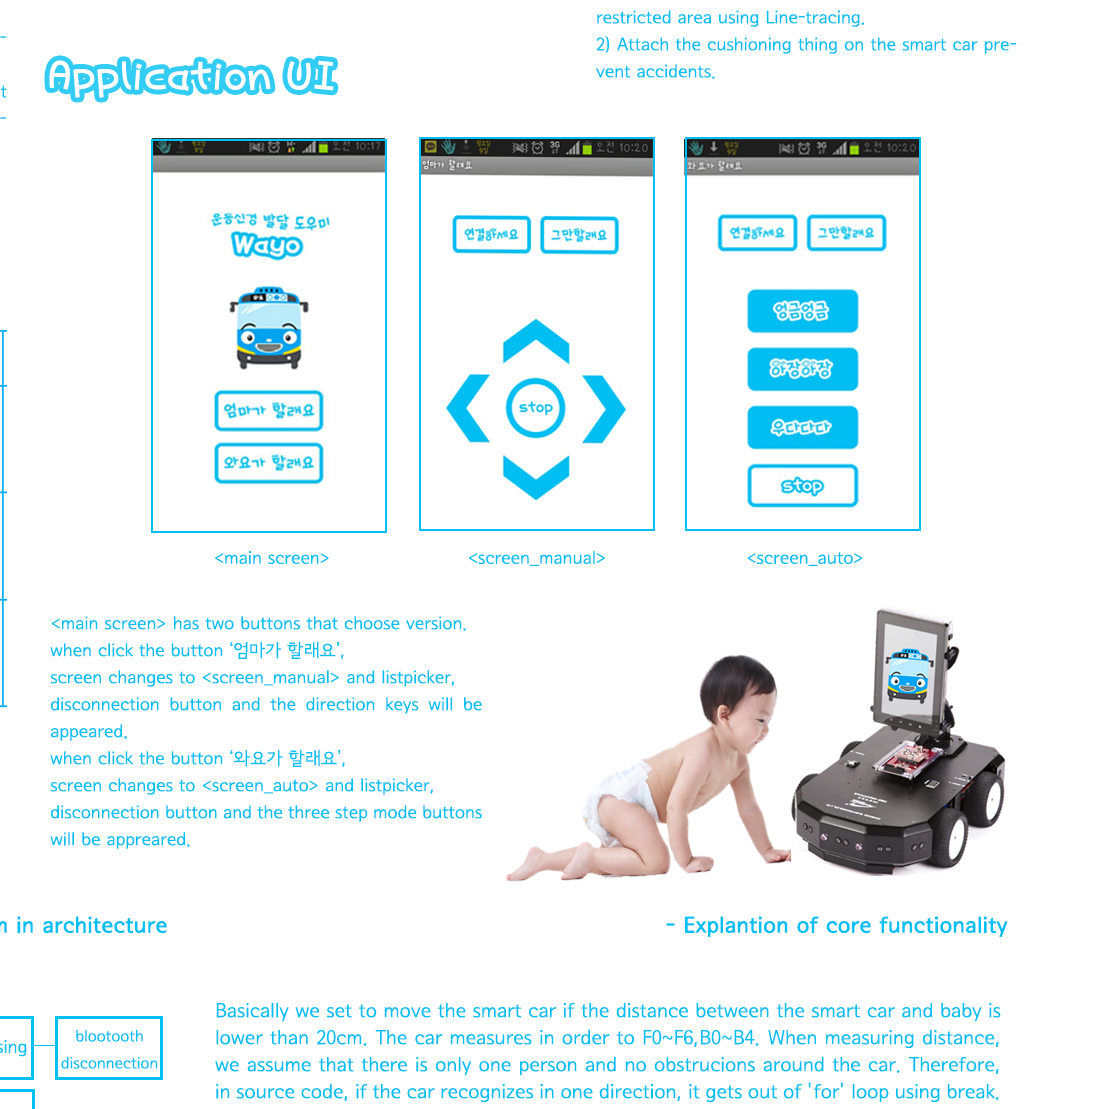 restricted area using Line-tracing.
2) Attach the cushioning thing on the smart car pre-
vent accidents.
Application UI
오전 10:17
운동신경 발달 도우미
Wayo
엄마가 할래요
와요가 할래요
3G
오전 10:20
엄마가 할래요
연결하세요
그만할래요
stop
3G
오전 10:20
와요가 할래요
연결하세요
그만할래요
엉금엉금
아장아장
우다다다
stop
<main screen>
<screen_manual>
<screen_auto>
<main screen> has two buttons that choose version.
when click the button ‘엄마가 할래요’,
screen changes to <screen_manual> and listpicker,
disconnection button and the direction keys will be
appeared.
when click the button ‘와요가 할래요’,
screen changes to <screen_auto> and listpicker,
disconnection button and the three step mode buttons
will be appreared.
n in architecture
- Explantion of core functionality
sing
blootooth
disconnection
Basically we set to move the smart car if the distance between the smart car and baby is
lower than 20cm. The car measures in order to F0~F6,B0~B4. When measuring distance,
we assume that there is only one person and no obstrucions around the car. Therefore,
in source code, if the car recognizes in one direction, it gets out of 'for' loop using break.